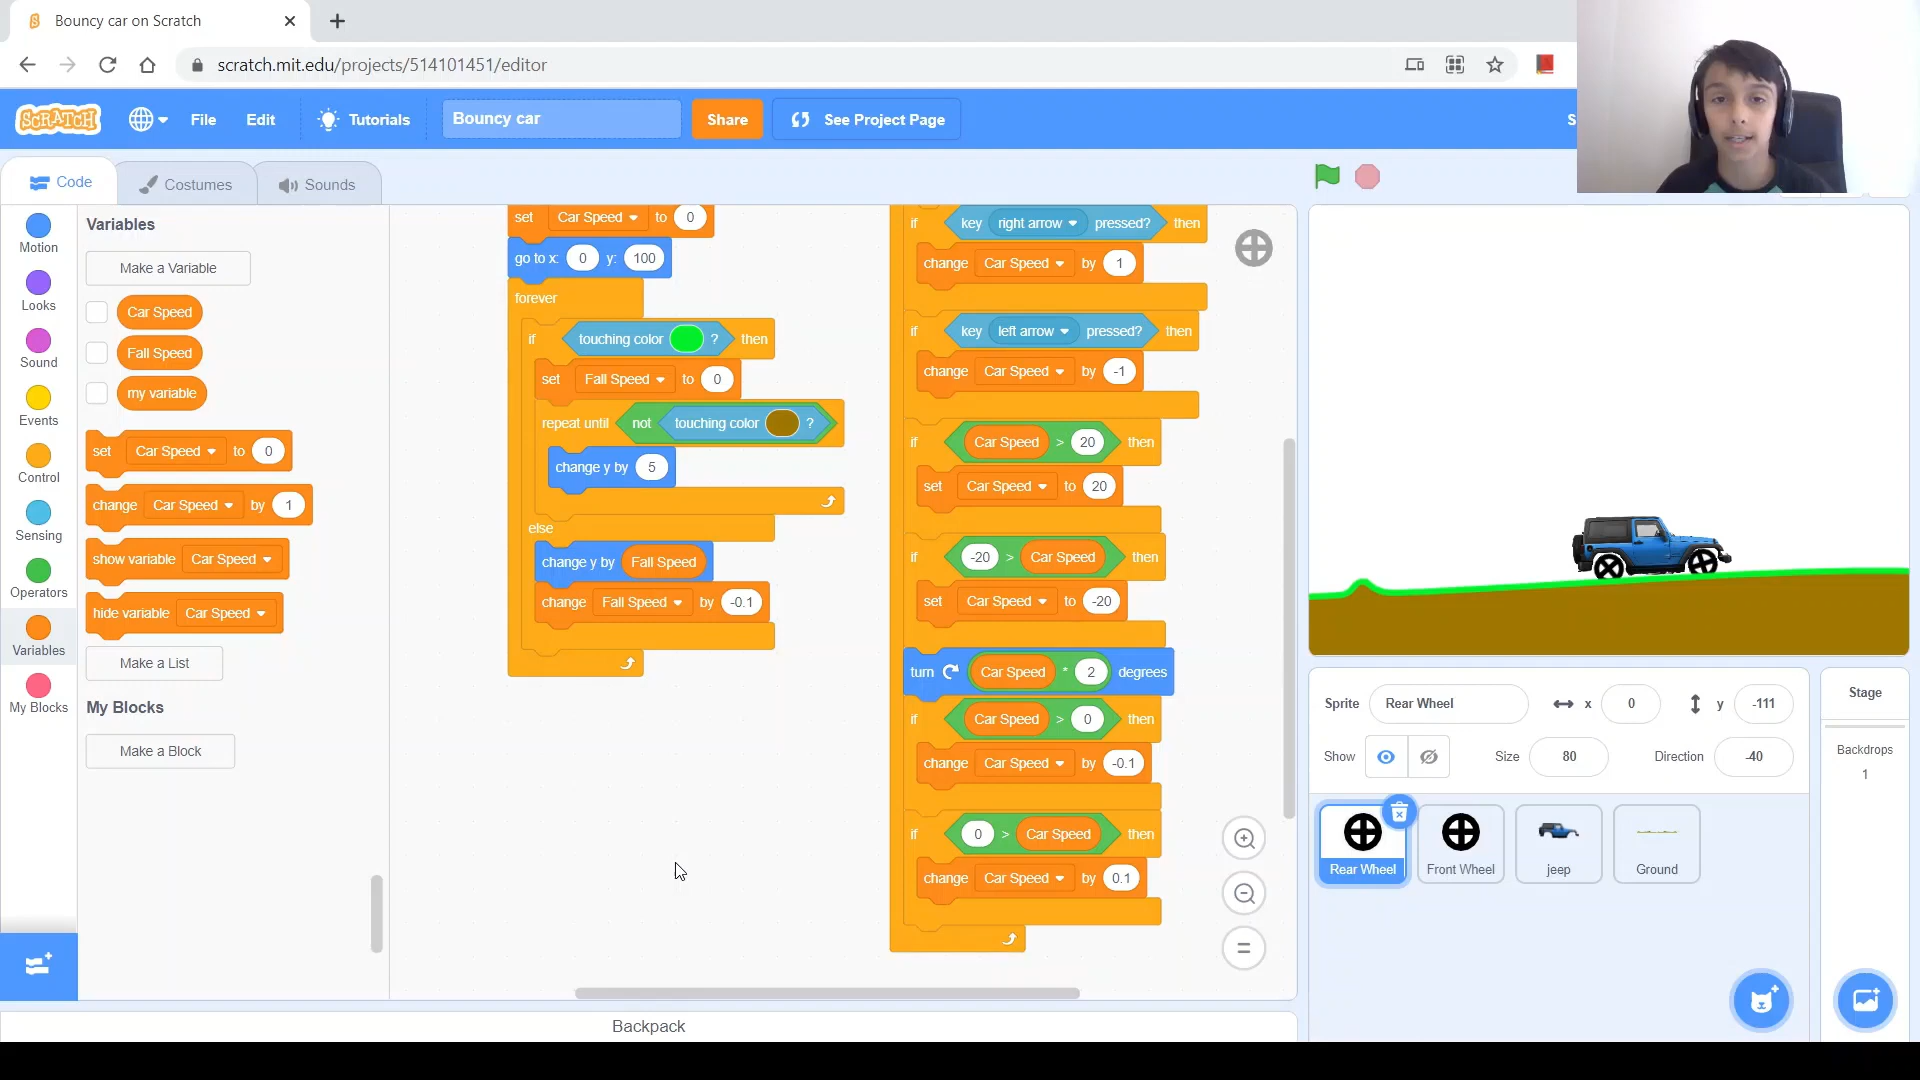 Bouncy car on Scratch
scratch.mit.edu/projects/514101451/editor
SCRATCH
File
Edit
Tutorials
Bouncy car
Share
See Project Page
S
Code
Costumes
Sounds
Motion
Looks
Sound
Events
Control
Sensing
Operators
Variables
My Blocks
Variables
Make a Variable
Car Speed
Fall Speed
my variable
set Car Speed to 0
change Car Speed by 1
show variable Car Speed
hide variable Car Speed
Make a List
My Blocks
Make a Block
set Car Speed to 0
go to x: 0 y: 100
forever
if touching color ? then
set Fall Speed to 0
repeat until not touching color ?
change y by 5
else
change y by Fall Speed
change Fall Speed by -0.1
if key right arrow pressed? then
change Car Speed by 1
if key left arrow pressed? then
change Car Speed by -1
if Car Speed > 20 then
set Car Speed to 20
if -20 > Car Speed then
set Car Speed to -20
turn Car Speed * 2 degrees
if Car Speed > 0 then
change Car Speed by -0.1
if 0 > Car Speed then
change Car Speed by 0.1
=
Backpack
Sprite Rear Wheel x 0 y -111
Show Size 80 Direction -40
Rear Wheel
Front Wheel
jeep
Ground
Stage
Backdrops
1